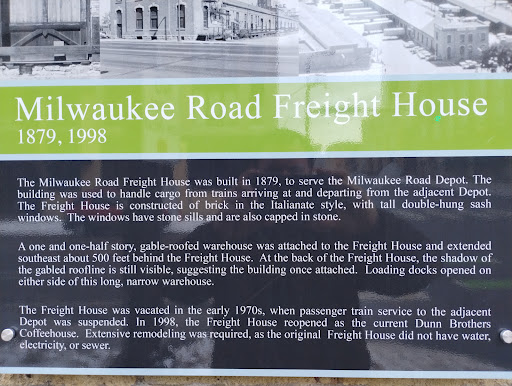 Milwaukee Road Freight House
1879, 1998
The Milwaukee Road Freight House was built in 1879, to serve the Milwaukee Road Depot. The
building was used to handle cargo from trains arriving at and departing from the adjacent Depot.
The Freight House is constructed of brick in the Italianate style, with tall double-hung sash
windows. The windows have stone sills and are also capped in stone.
A one and one-half story, gable-roofed warehouse was attached to the Freight House and extended
southeast about 500 feet behind the Freight House. At the back of the Freight House, the shadow
of the gabled roofline is still visible, suggesting the building once attached. Loading docks opened on
either side of this long, narrow warehouse.
The Freight House was vacated in the early 1970s, when passenger train service to the adjacent
Depot was suspended. In 1998, the Freight House reopened as the current Dunn Brothers
Coffeehouse. Extensive remodeling was required, as the original Freight House did not have water,
electricity, or sewer.